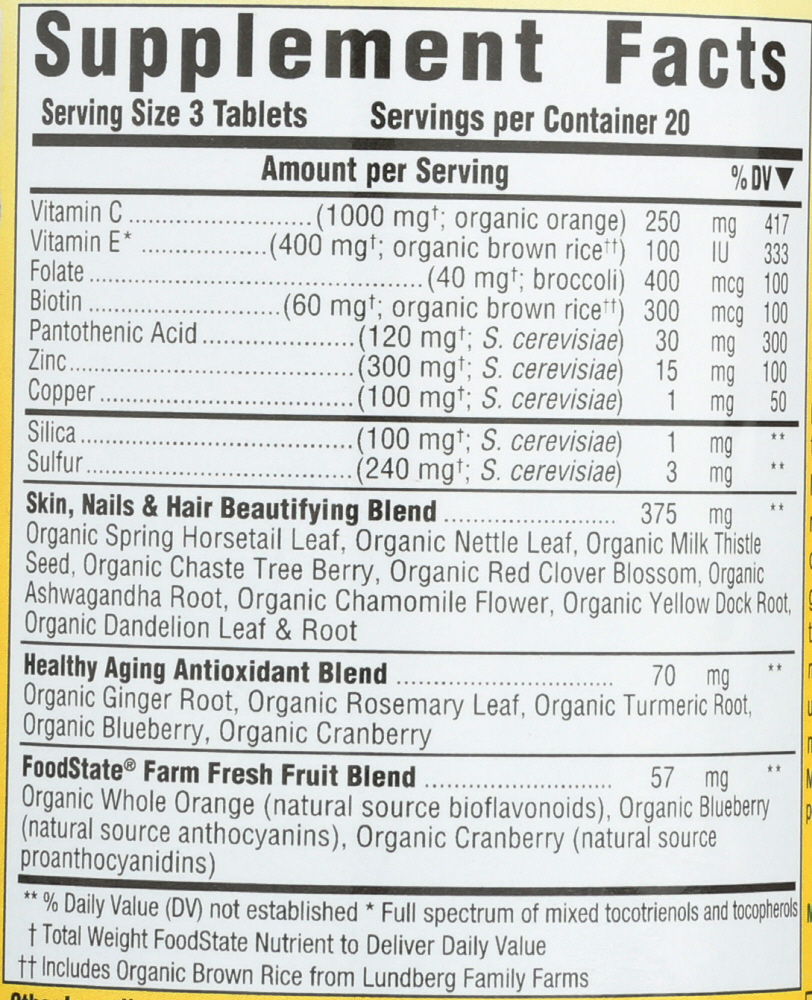 Supplement Facts
Serving Size 3 Tablets Servings per Container 20
Amount per Serving % DV▼
Vitamin C ........................(1000 mg†; organic orange) 250 mg 417
Vitamin E* .................(400 mg†; organic brown rice††) 100 IU 333
Folate ............................................(40 mg†; broccoli) 400 mcg 100
Biotin .........................(60 mg†; organic brown rice††) 300 mcg 100
Pantothenic Acid ....................(120 mg†; S. cerevisiae) 30 mg 300
Zinc.....................................(300 mg†; S. cerevisiae) 15 mg 100
Copper .................................(100 mg†; S. cerevisiae) 1 mg 50
Silica ....................................(100 mg†; S. cerevisiae) 1 mg **
Sulfur...................................(240 mg†; S. cerevisiae) 3 mg **
Skin, Nails & Hair Beautifying Blend ........................ 375 mg **
Organic Spring Horsetail Leaf, Organic Nettle Leaf, Organic Milk Thistle
Seed, Organic Chaste Tree Berry, Organic Red Clover Blossom, Organic
Ashwagandha Root, Organic Chamomile Flower, Organic Yellow Dock Root,
Organic Dandelion Leaf & Root
Healthy Aging Antioxidant Blend ............................... 70 mg **
Organic Ginger Root, Organic Rosemary Leaf, Organic Turmeric Root,
Organic Blueberry, Organic Cranberry
FoodState® Farm Fresh Fruit Blend ........................... 57 mg **
Organic Whole Orange (natural source bioflavonoids), Organic Blueberry
(natural source anthocyanins), Organic Cranberry (natural source
proanthocyanidins)
** % Daily Value (DV) not established * Full spectrum of mixed tocotrienols and tocopherols
† Total Weight FoodState Nutrient to Deliver Daily Value
†† Includes Organic Brown Rice from Lundberg Family Farms